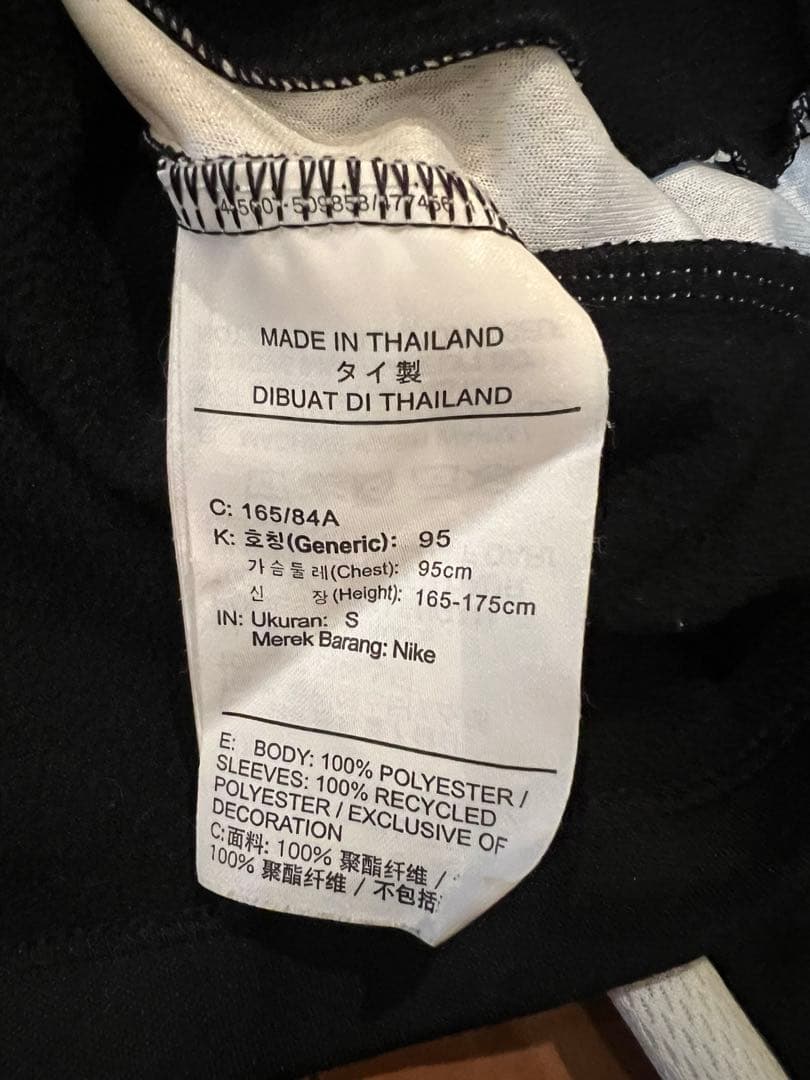 MADE IN THAILAND
タイ製
DIBUAT DI THAILAND
C: 165/84A
K: 호칭(Generic): 95
가슴둘레(Chest): 95cm
신 장(Height): 165-175cm
IN: Ukuran: S
Merek Barang: Nike
E: BODY: 100% POLYESTER /
SLEEVES: 100% RECYCLED
POLYESTER / EXCLUSIVE OF
DECORATION
C:面料: 100% 聚酯纤维 /
100% 聚酯纤维 / 不包括